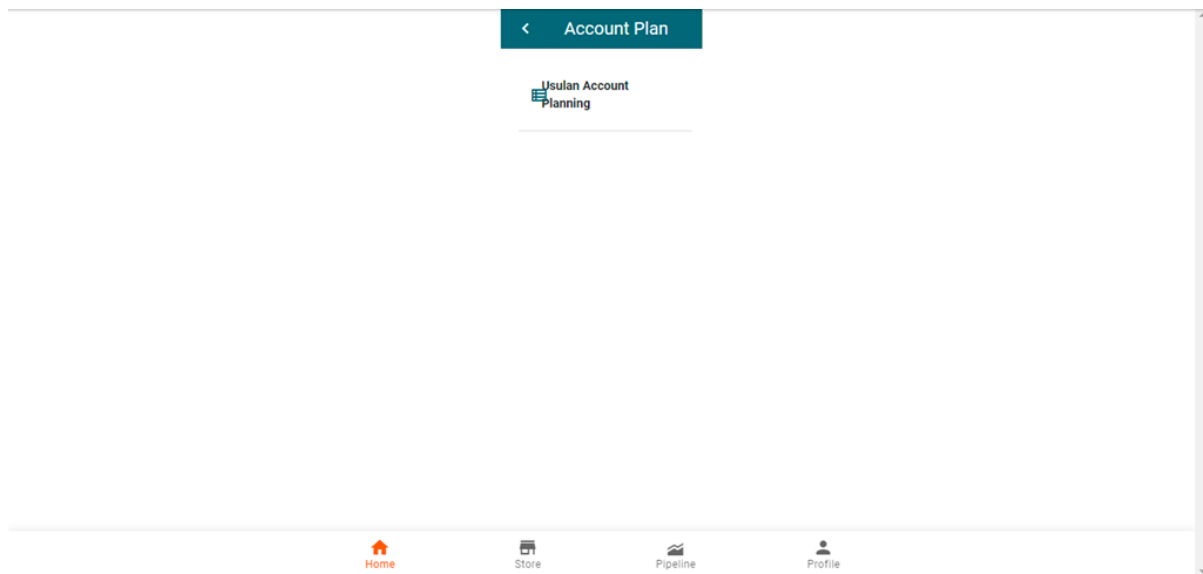 Account Plan
Usulan Account
Planning
Home
Store
Pipeline
Profile